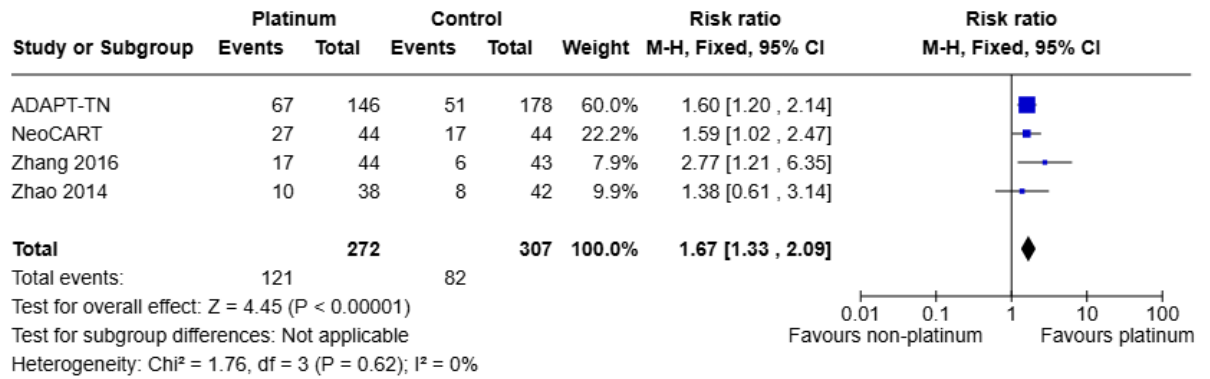 Platinum Control Risk ratio Risk ratio
Study or Subgroup Events Total Events Total Weight M-H, Fixed, 95% CI M-H, Fixed, 95% CI
ADAPT-TN 67 146 51 178 60.0% 1.60 [1.20 , 2.14]
NeoCART 27 44 17 44 22.2% 1.59 [1.02 , 2.47]
Zhang 2016 17 44 6 43 7.9% 2.77 [1.21 , 6.35]
Zhao 2014 10 38 8 42 9.9% 1.38 [0.61 , 3.14]
Total 272 307 100.0% 1.67 [1.33 , 2.09]
Total events: 121 82
Test for overall effect: Z = 4.45 (P < 0.00001)
Test for subgroup differences: Not applicable
Heterogeneity: Chi² = 1.76, df = 3 (P = 0.62); I² = 0%
0.01 0.1 1 10 100
Favours non-platinum Favours platinum